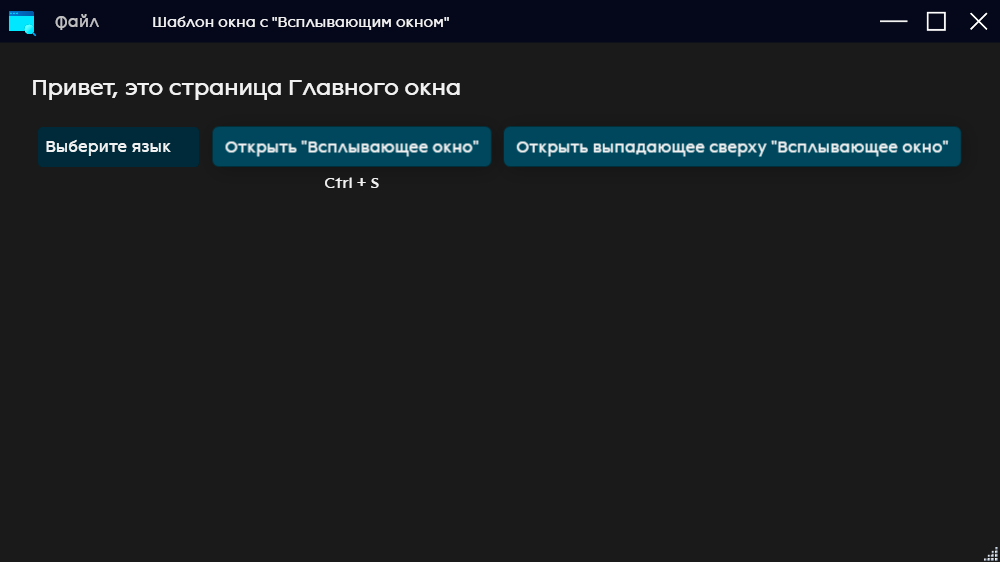 Файл
Шаблон окна с "Всплывающим окном"
Привет, это страница Главного окна
Выберите язык
Открыть "Всплывающее окно"
Открыть выпадающее сверху "Всплывающее окно"
Ctrl + S